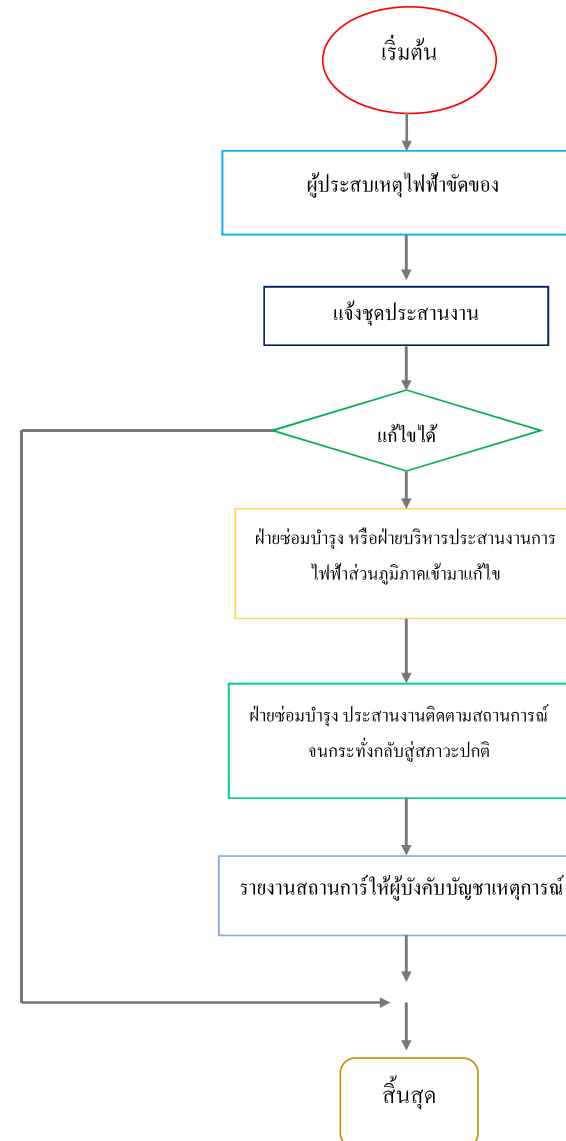 เริ่มต้น
ผู้ประสบเหตุไฟฟ้าขัดของ
แจ้งชุดประสานงาน
แก้ไขได้
ฝ่ายซ่อมบำรุง หรือฝ่ายบริหารประสานงานการ
ไฟฟ้าส่วนภูมิภาคเข้ามาแก้ไข
ฝ่ายซ่อมบำรุง ประสานงานติดตามสถานการณ์
จนกระทั่งกลับสู่สภาวะปกติ
รายงานสถานการ์ให้ผู้บังคับบัญชาเหตุการณ์
สิ้นสุด